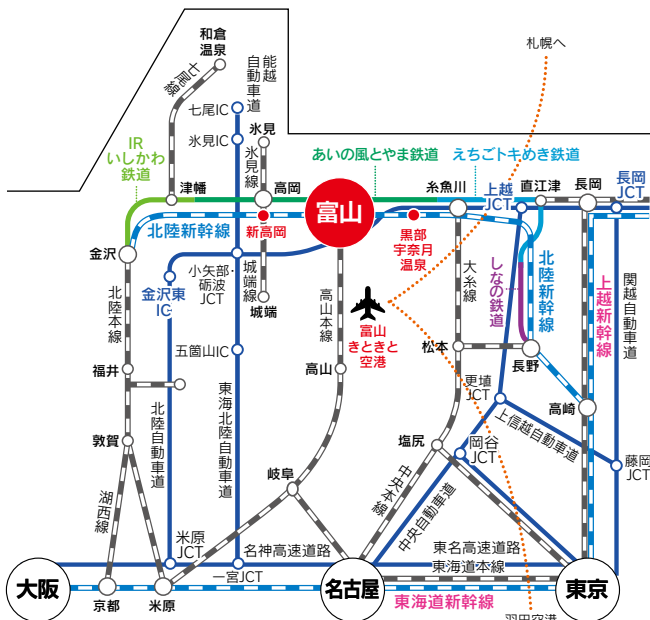 和倉
温泉
七尾線
能越
自動車道
札幌へ
七尾IC
氷見IC
氷見
氷見線
IR
いしかわ
鉄道
あいの風とやま鉄道
えちごトキめき鉄道
津幡
高岡
富山
糸魚川
上越
JCT
直江津
長岡
長岡
JCT
北陸新幹線
新高岡
黒部
宇奈月
温泉
金沢
金沢東
IC
小矢部・
砺波
JCT
城端線
城端
高山本線
富山
きときと
空港
大糸線
しなの鉄道
北陸新幹線
上越新幹線
関越自動車道
北陸本線
福井
五箇山IC
高山
松本
長野
更埴
JCT
高崎
上信越自動車道
藤岡
JCT
敦賀
北陸自動車道
東海北陸自動車道
塩尻
岡谷
JCT
岐阜
中央本線
中央自動車道
湖西線
米原
JCT
名神高速道路
一宮JCT
東名高速道路
東海道本線
大阪
京都
米原
名古屋
東海道新幹線
東京
羽田空港